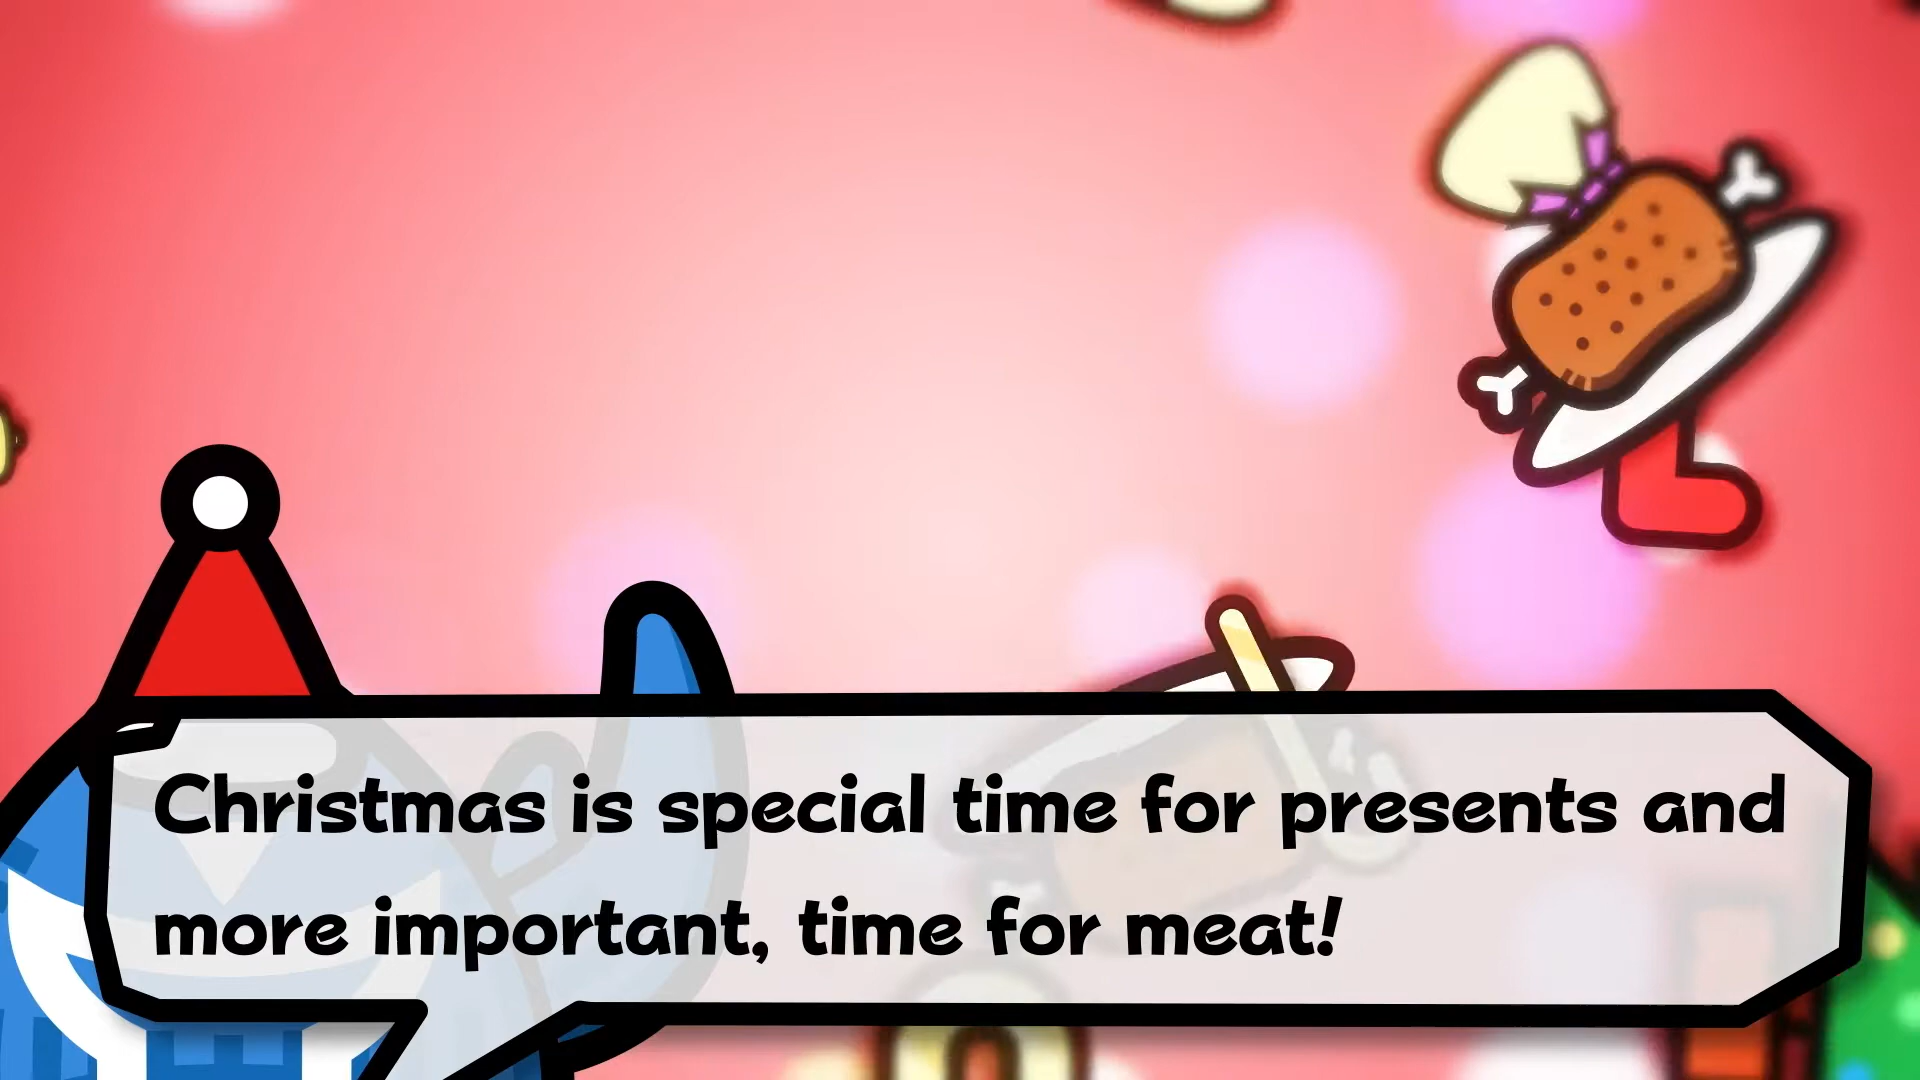 Christmas is special time for presents and
more important, time for meat!